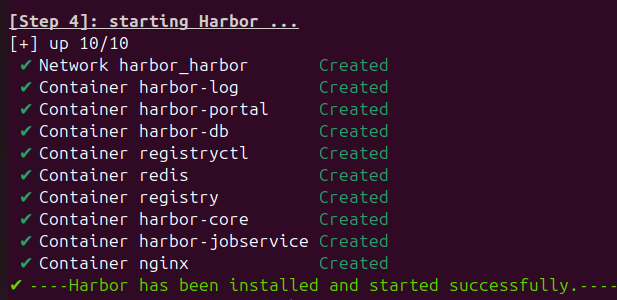 [Step 4]: starting Harbor ...
[+] up 10/10
✔ Network harbor_harbor Created
✔ Container harbor-log Created
✔ Container harbor-portal Created
✔ Container harbor-db Created
✔ Container registryctl Created
✔ Container redis Created
✔ Container registry Created
✔ Container harbor-core Created
✔ Container harbor-jobservice Created
✔ Container nginx Created
✔ ----Harbor has been installed and started successfully.----